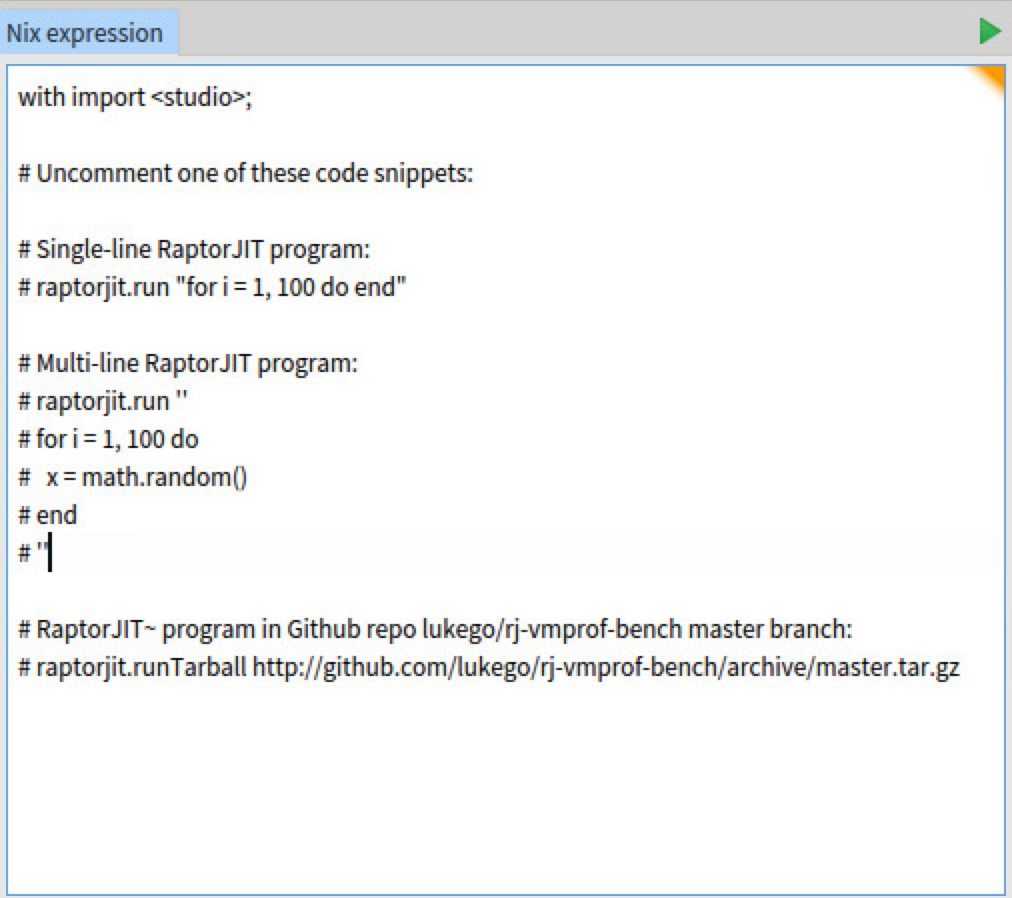 Nix expression
with import <studio>;
# Uncomment one of these code snippets:
# Single-line RaptorJIT program:
# raptorjit.run "for i = 1, 100 do end"
# Multi-line RaptorJIT program:
# raptorjit.run ''
# for i = 1, 100 do
#   x = math.random()
# end
# ''
# RaptorJIT~ program in Github repo lukego/rj-vmprof-bench master branch:
# raptorjit.runTarball http://github.com/lukego/rj-vmprof-bench/archive/master.tar.gz